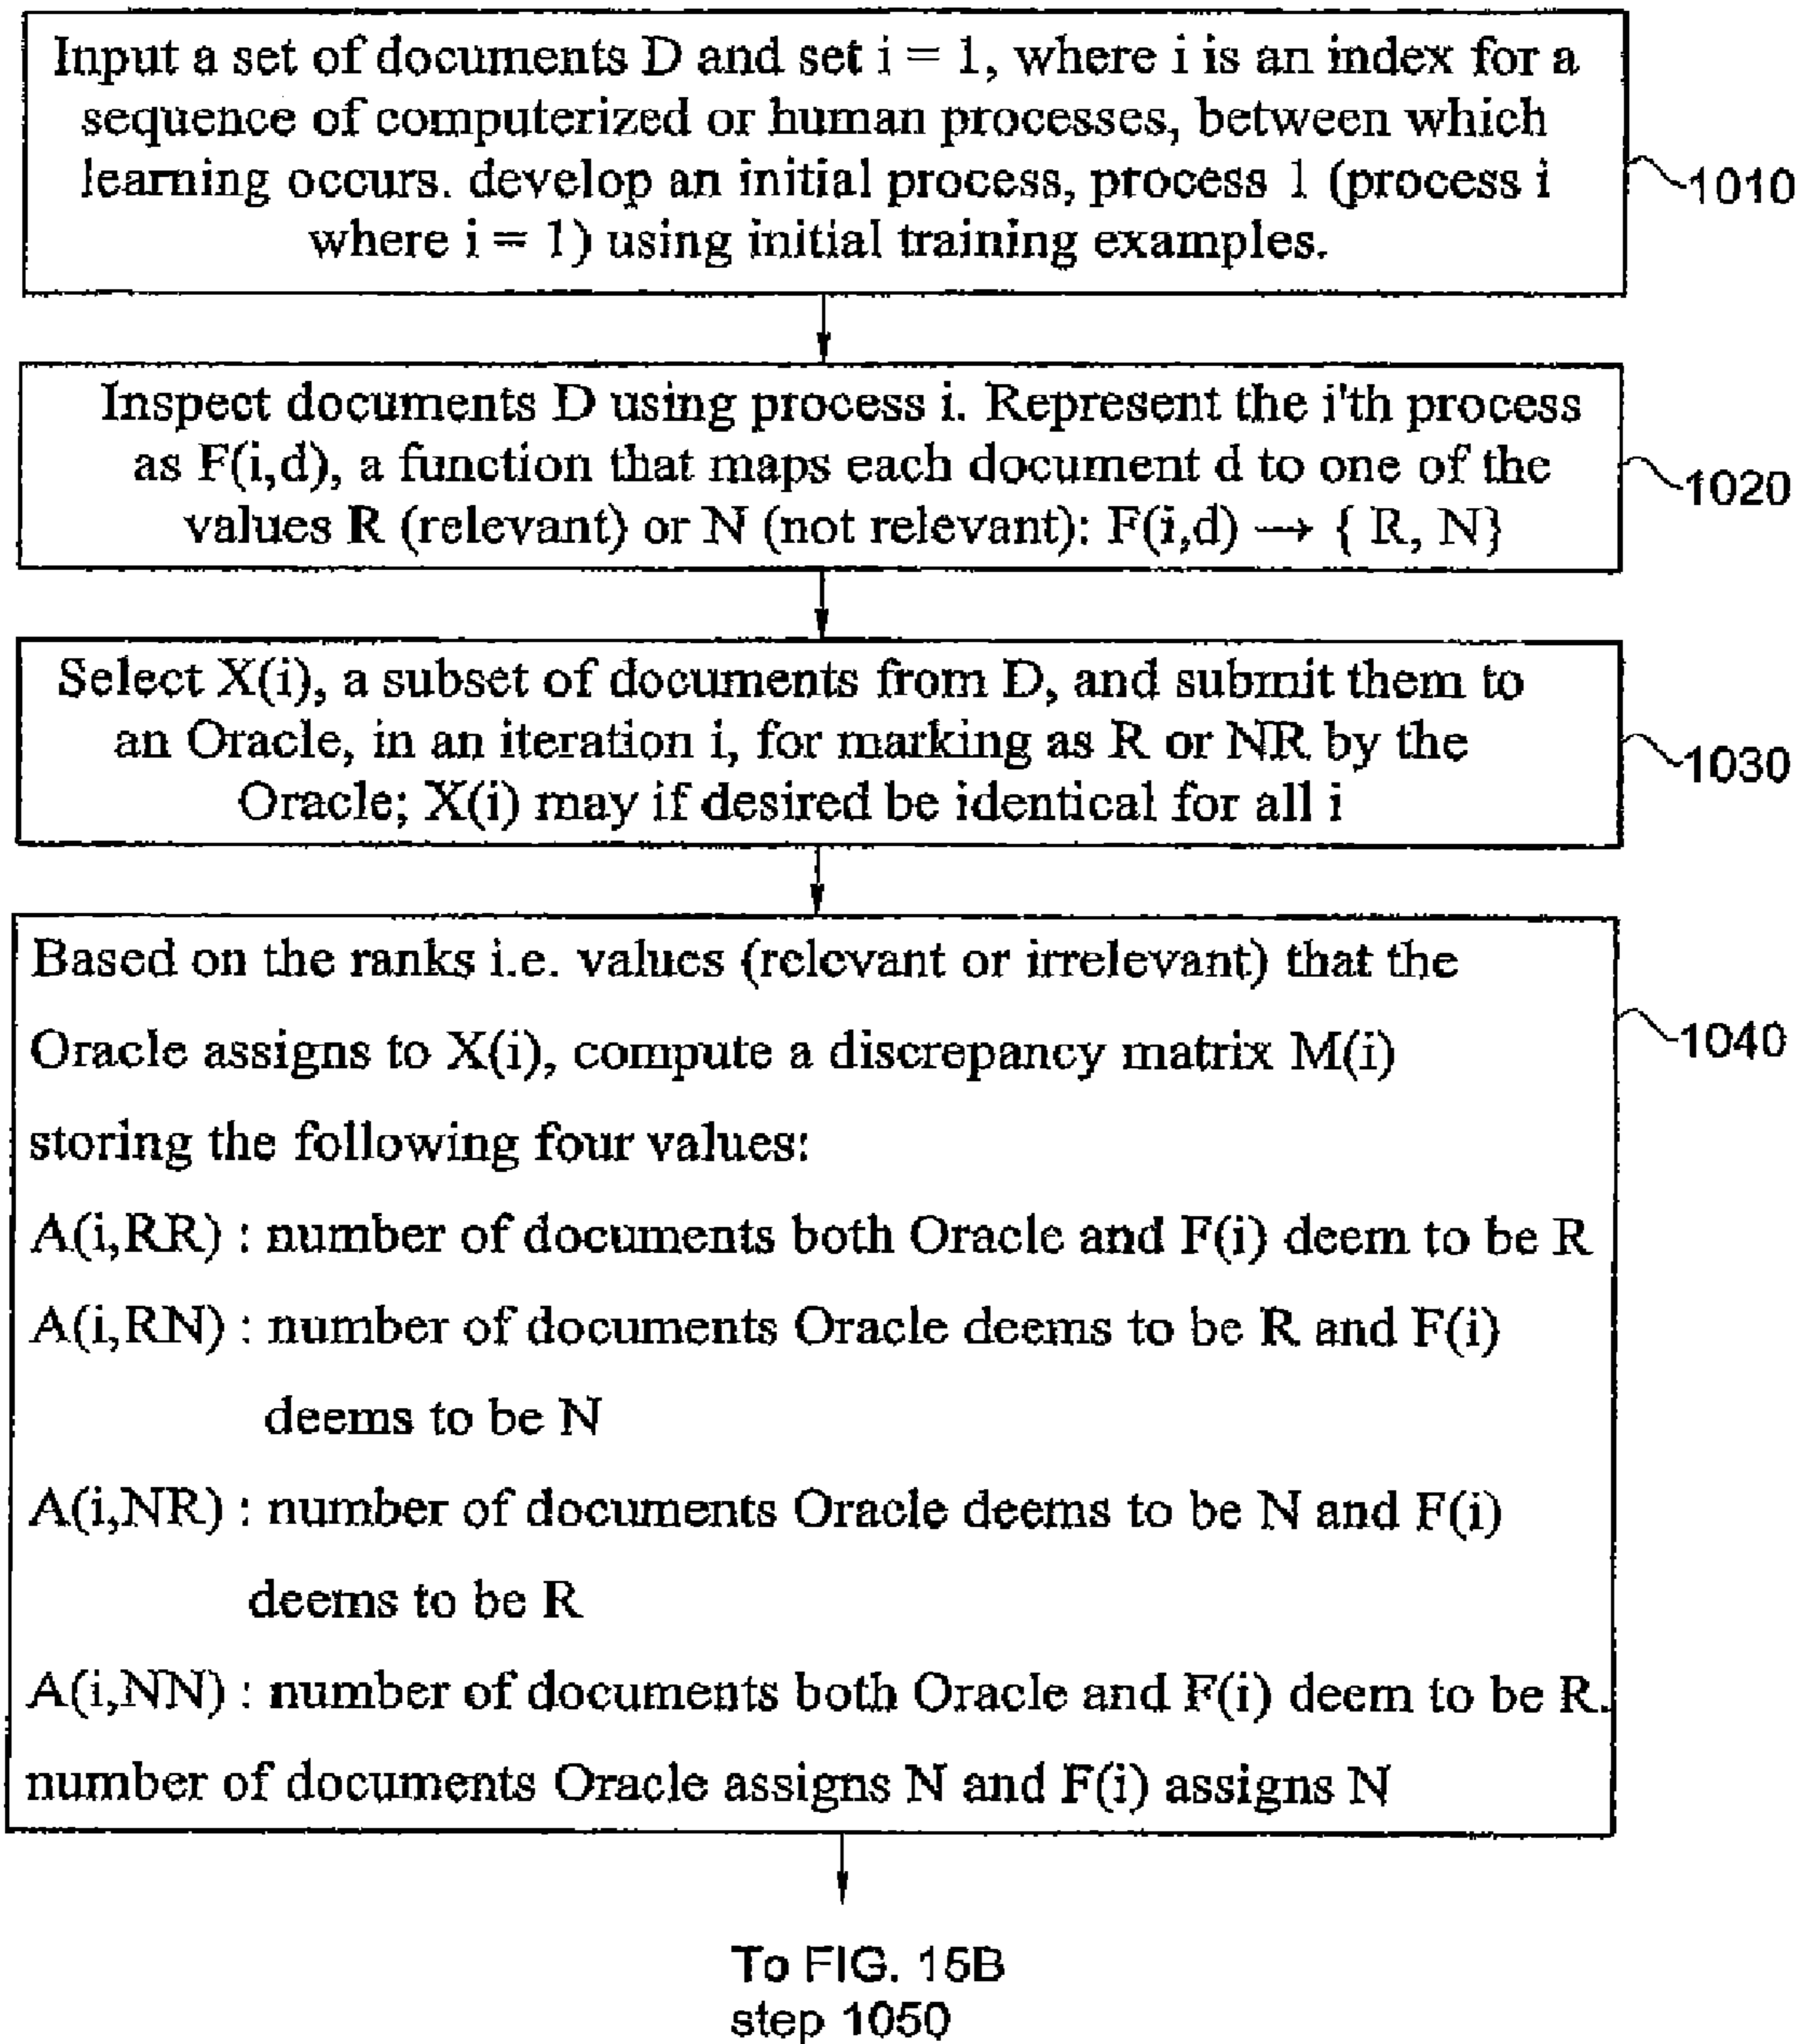 Input a set of documents D and set i = 1, where i is an index for a
sequence of computerized or human processes, between which
learning occurs. develop an initial process, process 1 (process i
where i = 1) using initial training examples.
1010
Inspect documents D using process i. Represent the i'th process
as F(i,d), a function that maps each document d to one of the
values R (relevant) or N (not relevant): F(i,d) → { R, N}
1020
Select X(i), a subset of documents from D, and submit them to
an Oracle, in an iteration i, for marking as R or NR by the
Oracle; X(i) may if desired be identical for all i
1030
Based on the ranks i.e. values (relevant or irrelevant) that the
Oracle assigns to X(i), compute a discrepancy matrix M(i)
storing the following four values:
A(i,RR) : number of documents both Oracle and F(i) deem to be R
A(i,RN) : number of documents Oracle deems to be R and F(i)
deems to be N
A(i,NR) : number of documents Oracle deems to be N and F(i)
deems to be R
A(i,NN) : number of documents both Oracle and F(i) deem to be R.
number of documents Oracle assigns N and F(i) assigns N
1040
To FIG. 15B
step 1050